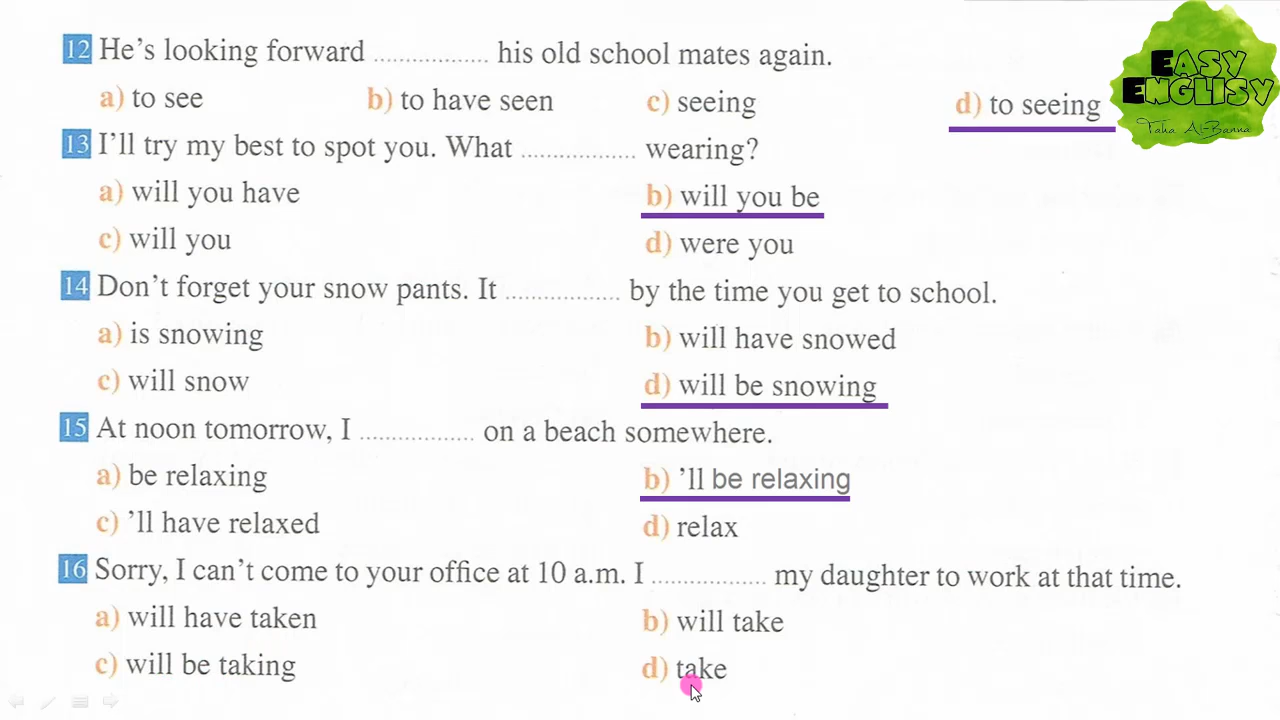 EASY
ENGLISY
Taha Al-Banna
12 He's looking forward .................. his old school mates again.
a) to see b) to have seen c) seeing d) to seeing
13 I'll try my best to spot you. What .................. wearing?
a) will you have b) will you be
c) will you d) were you
14 Don't forget your snow pants. It .................. by the time you get to school.
a) is snowing b) will have snowed
c) will snow d) will be snowing
15 At noon tomorrow, I .................. on a beach somewhere.
a) be relaxing b) 'll be relaxing
c) 'll have relaxed d) relax
16 Sorry, I can't come to your office at 10 a.m. I .................. my daughter to work at that time.
a) will have taken b) will take
c) will be taking d) take